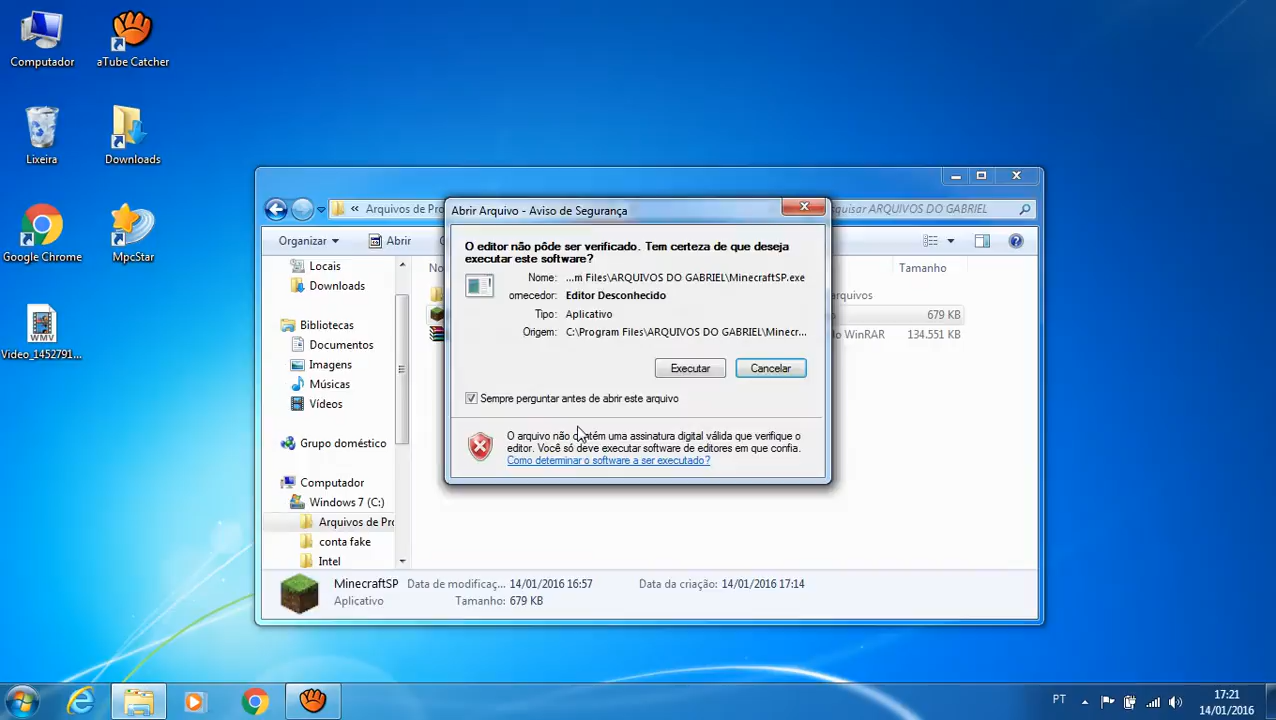 Computador
aTube Catcher
Lixeira
Downloads
Google Chrome
MpcStar
Video_1452791...
« Arquivos de Pro
quisar ARQUIVOS DO GABRIEL
Organizar
Abrir
No
Tamanho
Locais
Downloads
Bibliotecas
Documentos
Imagens
Músicas
Vídeos
Grupo doméstico
Computador
Windows 7 (C:)
Arquivos de Pro
conta fake
Intel
arquivos
679 KB
o WinRAR
134.551 KB
Abrir Arquivo - Aviso de Segurança
O editor não pôde ser verificado. Tem certeza de que deseja
executar este software?
Nome: ...m Files\ARQUIVOS DO GABRIEL\MinecraftSP.exe
ornecedor: Editor Desconhecido
Tipo: Aplicativo
Origem: C:\Program Files\ARQUIVOS DO GABRIEL\Minecr...
Executar
Cancelar
Sempre perguntar antes de abrir este arquivo
O arquivo não contém uma assinatura digital válida que verifique o
editor. Você só deve executar software de editores em que confia.
Como determinar o software a ser executado?
MinecraftSP Data de modificaç... 14/01/2016 16:57 Data da criação: 14/01/2016 17:14
Aplicativo Tamanho: 679 KB
PT
17:21
14/01/2016